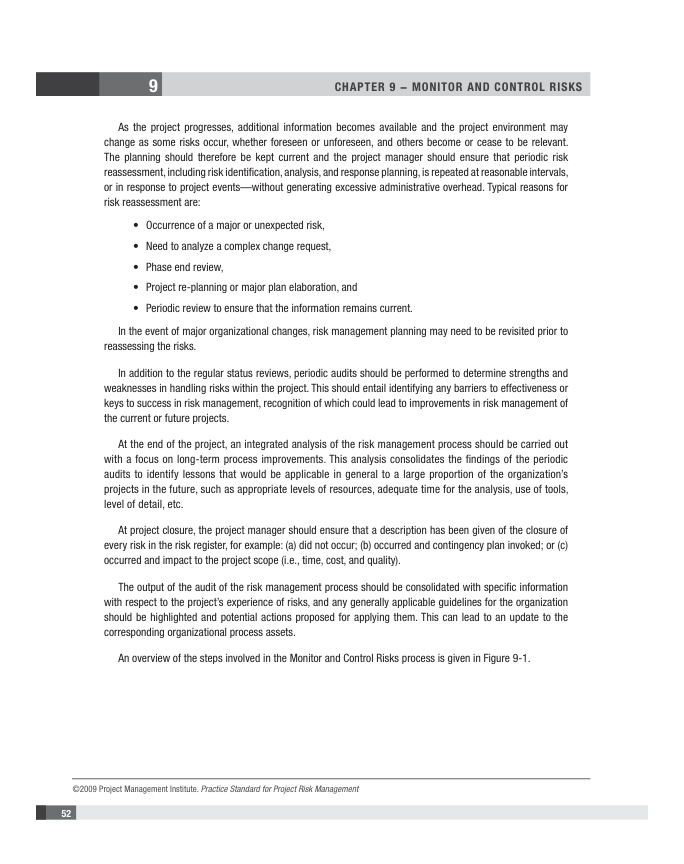 9
CHAPTER 9 – MONITOR AND CONTROL RISKS
As the project progresses, additional information becomes available and the project environment may
change as some risks occur, whether foreseen or unforeseen, and others become or cease to be relevant.
The planning should therefore be kept current and the project manager should ensure that periodic risk
reassessment, including risk identification, analysis, and response planning, is repeated at reasonable intervals,
or in response to project events—without generating excessive administrative overhead. Typical reasons for
risk reassessment are:
• Occurrence of a major or unexpected risk,
• Need to analyze a complex change request,
• Phase end review,
• Project re-planning or major plan elaboration, and
• Periodic review to ensure that the information remains current.
In the event of major organizational changes, risk management planning may need to be revisited prior to
reassessing the risks.
In addition to the regular status reviews, periodic audits should be performed to determine strengths and
weaknesses in handling risks within the project. This should entail identifying any barriers to effectiveness or
keys to success in risk management, recognition of which could lead to improvements in risk management of
the current or future projects.
At the end of the project, an integrated analysis of the risk management process should be carried out
with a focus on long-term process improvements. This analysis consolidates the findings of the periodic
audits to identify lessons that would be applicable in general to a large proportion of the organization's
projects in the future, such as appropriate levels of resources, adequate time for the analysis, use of tools,
level of detail, etc.
At project closure, the project manager should ensure that a description has been given of the closure of
every risk in the risk register, for example: (a) did not occur; (b) occurred and contingency plan invoked; or (c)
occurred and impact to the project scope (i.e., time, cost, and quality).
The output of the audit of the risk management process should be consolidated with specific information
with respect to the project's experience of risks, and any generally applicable guidelines for the organization
should be highlighted and potential actions proposed for applying them. This can lead to an update to the
corresponding organizational process assets.
An overview of the steps involved in the Monitor and Control Risks process is given in Figure 9-1.
©2009 Project Management Institute. Practice Standard for Project Risk Management
52